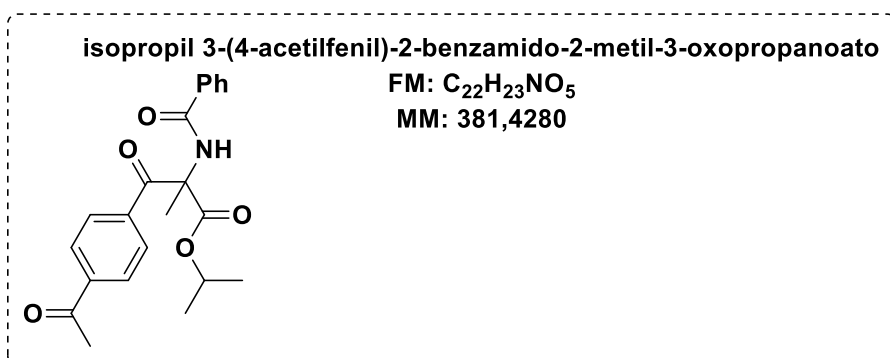 isopropil 3-(4-acetilfenil)-2-benzamido-2-metil-3-oxopropanoato
FM: C₂₂H₂₃NO₅
MM: 381,4280
Ph
O
O
NH
O
O
O